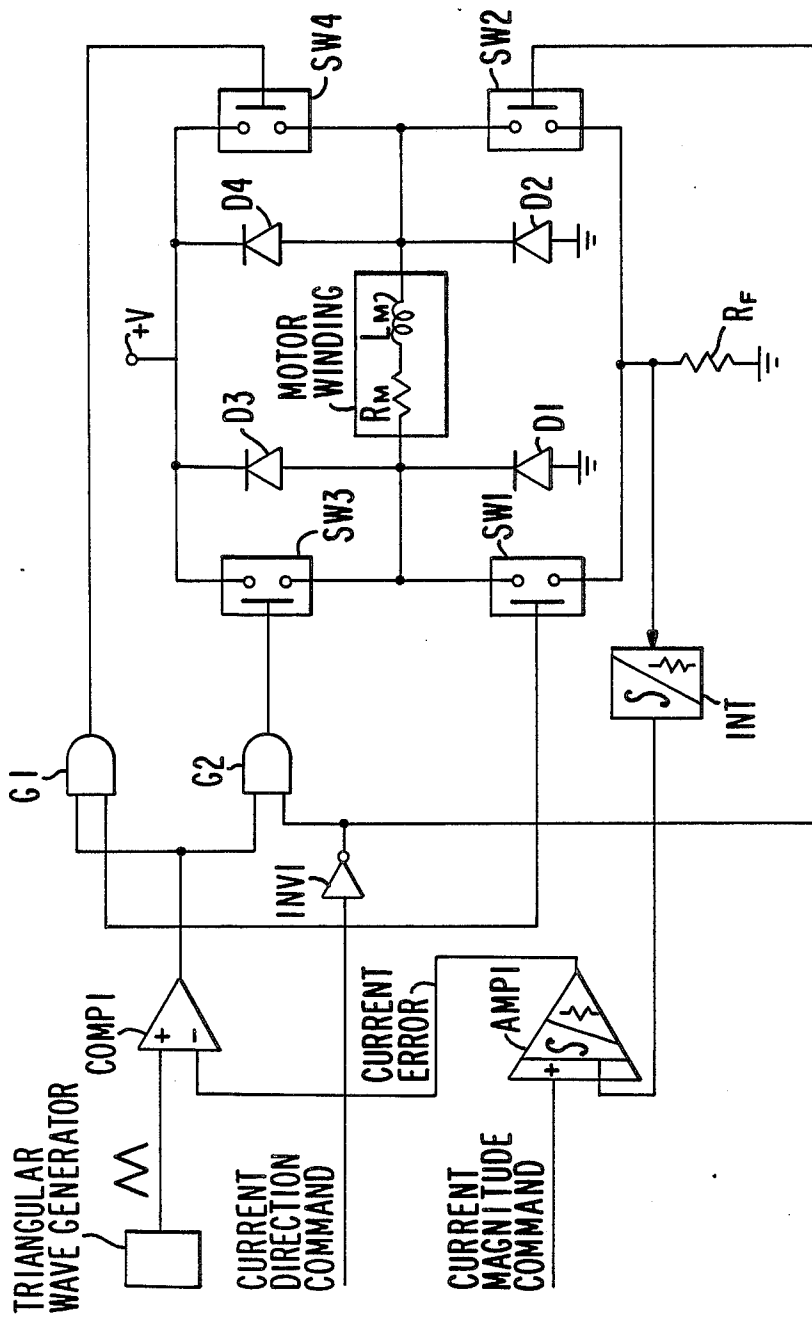 TRIANGULAR
WAVE GENERATOR
COMP1
+
−
G1
G2
INV1
CURRENT
DIRECTION
COMMAND
CURRENT
ERROR
CURRENT
MAGNITUDE
COMMAND
AMP1
+
∫
INT
∫
+V
SW3
D3
D4
SW4
MOTOR
WINDING
RM
LM
SW1
D1
D2
SW2
RF